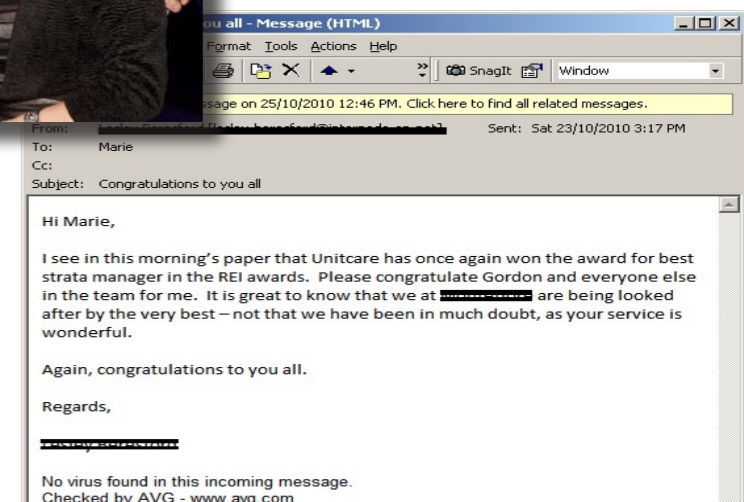 ou all - Message (HTML)
Format Tools Actions Help
SnagIt Window
ssage on 25/10/2010 12:46 PM. Click here to find all related messages.
From: Sent: Sat 23/10/2010 3:17 PM
To: Marie
Cc:
Subject: Congratulations to you all
Hi Marie,
I see in this morning's paper that Unitcare has once again won the award for best
strata manager in the REI awards. Please congratulate Gordon and everyone else
in the team for me. It is great to know that we at are being looked
after by the very best – not that we have been in much doubt, as your service is
wonderful.
Again, congratulations to you all.
Regards,
No virus found in this incoming message.
Checked by AVG - www.avg.com